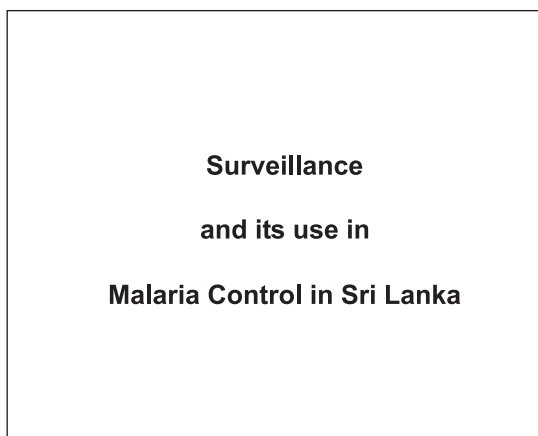 Surveillance
and its use in
Malaria Control in Sri Lanka